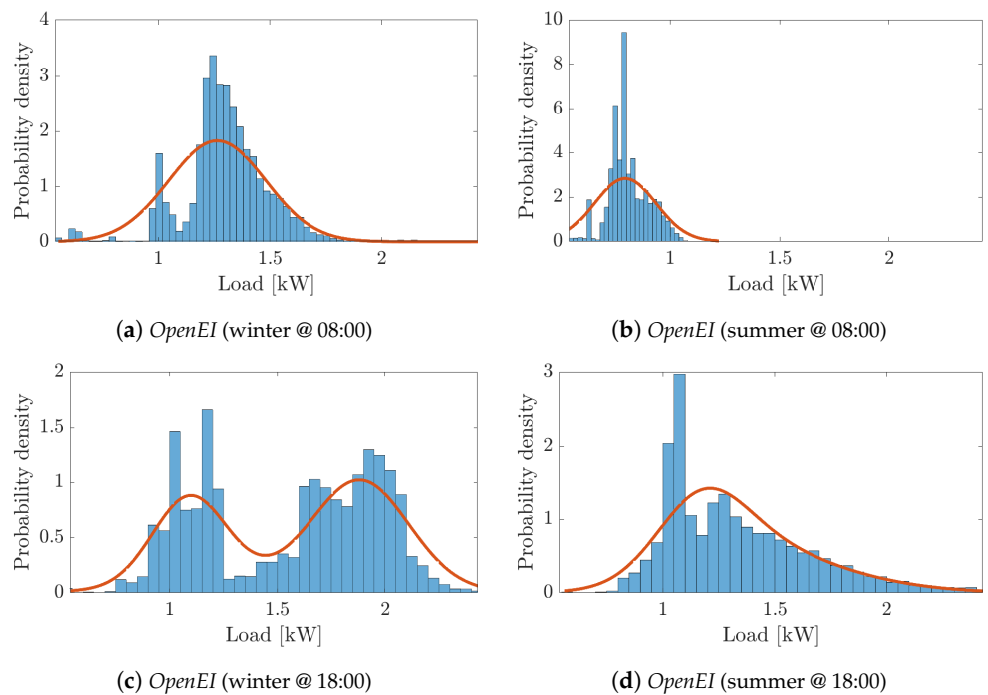 4
3
2
1
0
Probability density
1
1.5
2
Load [kW]
(a) OpenEI (winter @ 08:00)
10
8
6
4
2
0
Probability density
1
1.5
2
Load [kW]
(b) OpenEI (summer @ 08:00)
2
1.5
1
0.5
0
Probability density
1
1.5
2
Load [kW]
(c) OpenEI (winter @ 18:00)
3
2
1
0
Probability density
1
1.5
2
Load [kW]
(d) OpenEI (summer @ 18:00)